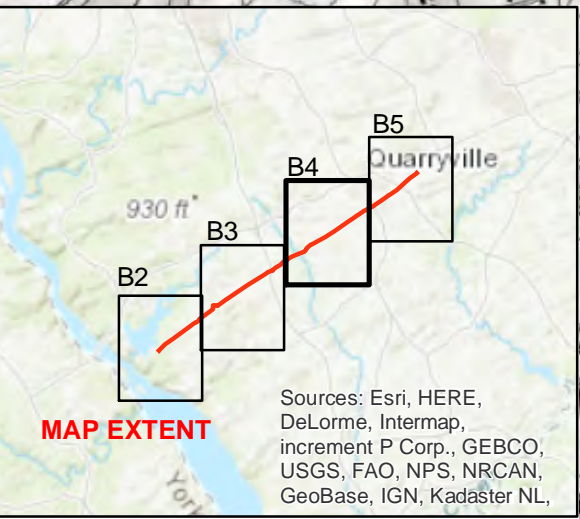 B5
Quarryville
B4
930 ft
B3
B2
MAP EXTENT
Sources: Esri, HERE,
DeLorme, Intermap,
increment P Corp., GEBCO,
USGS, FAO, NPS, NRCAN,
GeoBase, IGN, Kadaster NL,
York